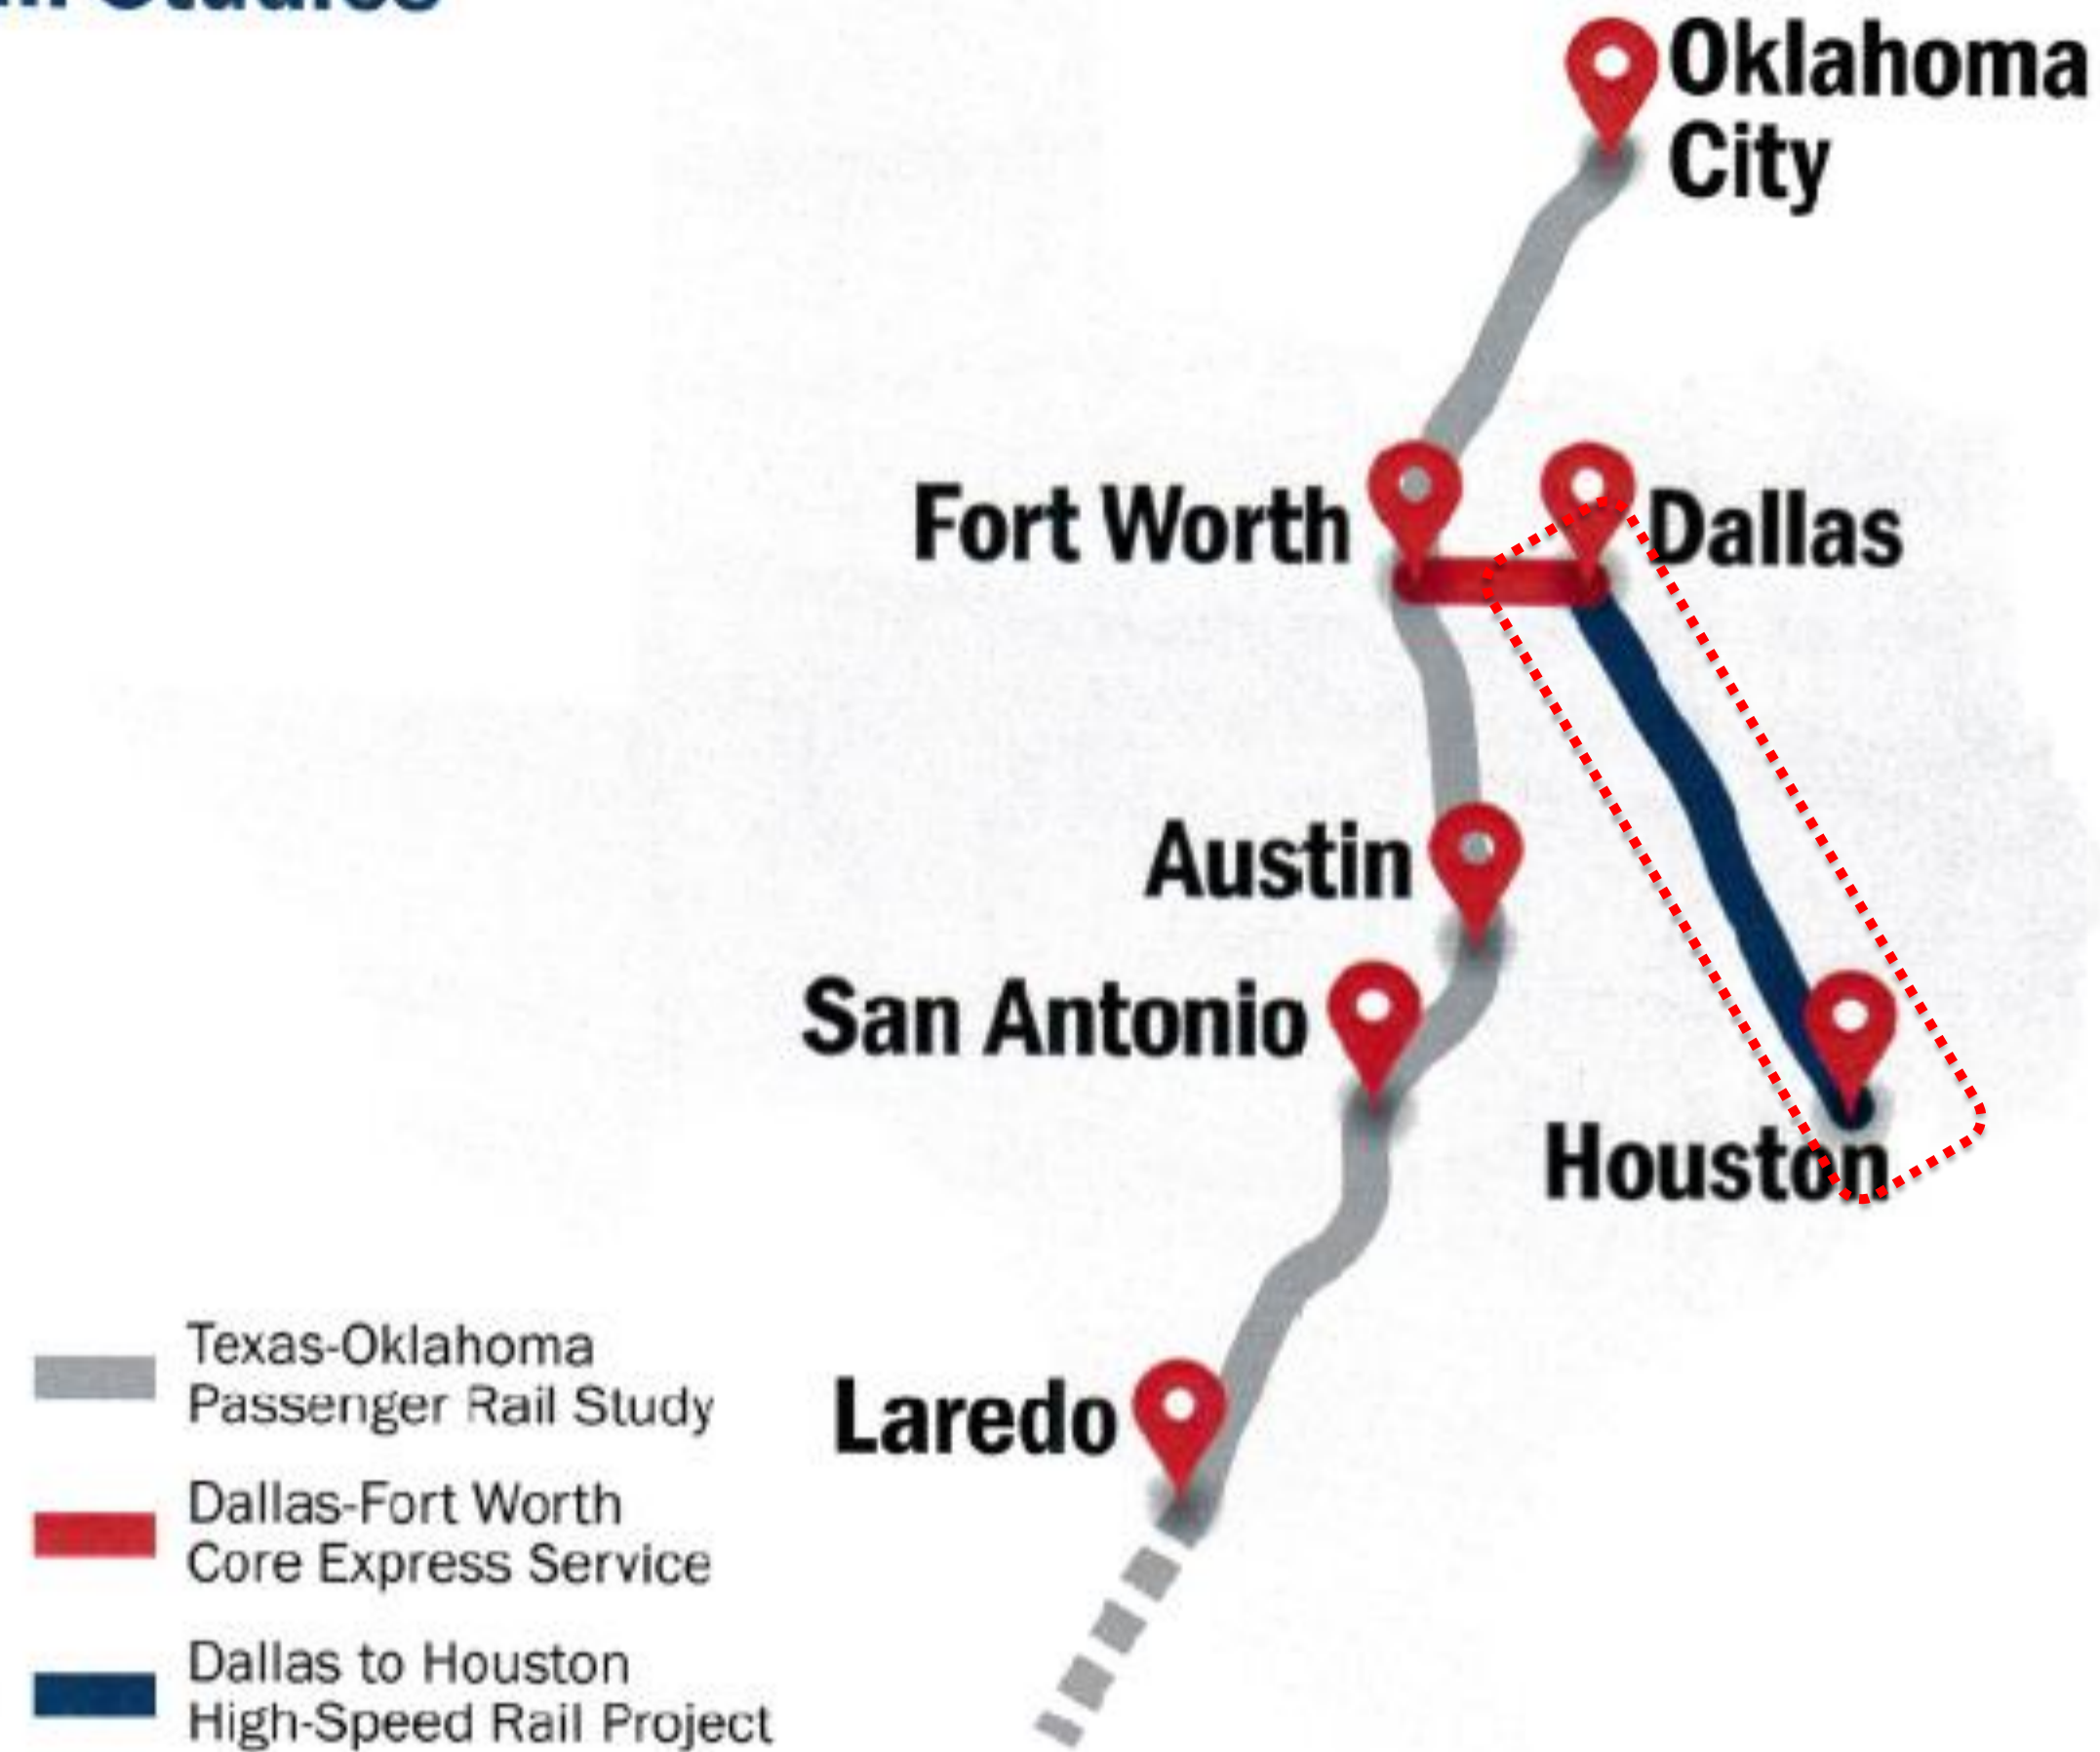 Studies
Oklahoma
City
Fort Worth
Dallas
Austin
San Antonio
Houston
Laredo
Texas-Oklahoma
Passenger Rail Study
Dallas-Fort Worth
Core Express Service
Dallas to Houston
High-Speed Rail Project